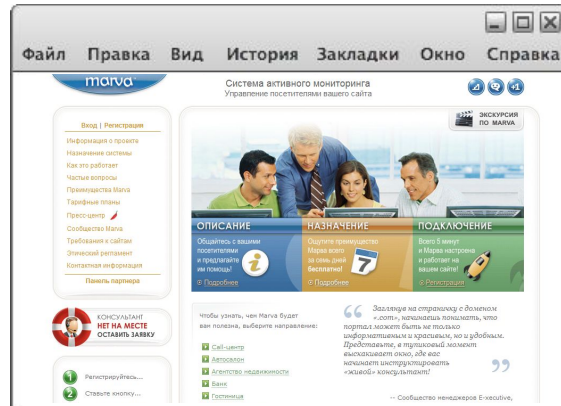 Файл Правка Вид История Закладки Окно Справка
marva
Система активного мониторинга
Управление посетителями вашего сайта
+1
ЭКСКУРСИЯ
ПО MARVA
Вход | Регистрация
Информация о проекте
Назначение системы
Как это работает
Частые вопросы
Преимущества Marva
Тарифные планы
Пресс-центр
Сообщество Marva
Требования к сайтам
Этический регламент
Контактная информация
Панель партнера
ОПИСАНИЕ
Общайтесь с вашими
посетителями
и предлагайте
им помощь!
Подробнее
НАЗНАЧЕНИЕ
Ощутите преимущество
Марва всего
за семь дней
бесплатно!
7
Подробнее
ПОДКЛЮЧЕНИЕ
Всего 5 минут
и Марва настроена
и работает на
вашем сайте!
Регистрация
КОНСУЛЬТАНТ
НЕТ НА МЕСТЕ
ОСТАВИТЬ ЗАЯВКУ
1 Регистрируйтесь...
2 Ставьте кнопку...
Чтобы узнать, чем Marva будет
вам полезна, выберите направление:
Call-центр
Автосалон
Агентство недвижимости
Банк
Гостиница
Заглянув на страничку с доменом
«.com», начинаешь понимать, что
портал может быть не только
информативным и красивым, но и удобным.
Представьте, в тупиковый момент
выскакивает окно, где вас
начинает инструктировать
«живой» консультант!
-- Сообщество менеджеров E-xecutive,